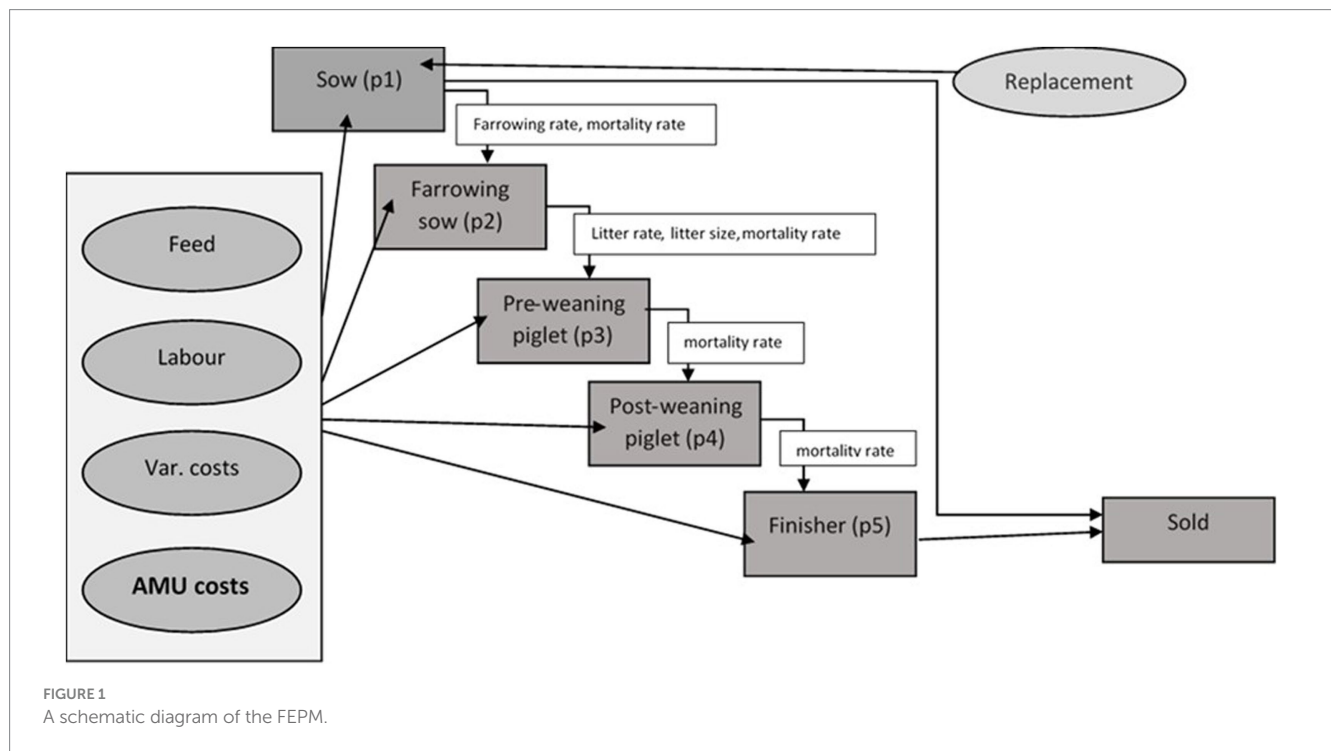 Sow (p1)
Replacement
Farrowing rate, mortality rate
Farrowing
sow (p2)
Litter rate, litter size, mortality rate
Pre-weaning
piglet (p3)
mortality rate
Post-weaning
piglet (p4)
mortality rate
Finisher (p5)
Sold
Feed
Labour
Var. costs
AMU costs
FIGURE 1
A schematic diagram of the FEPM.